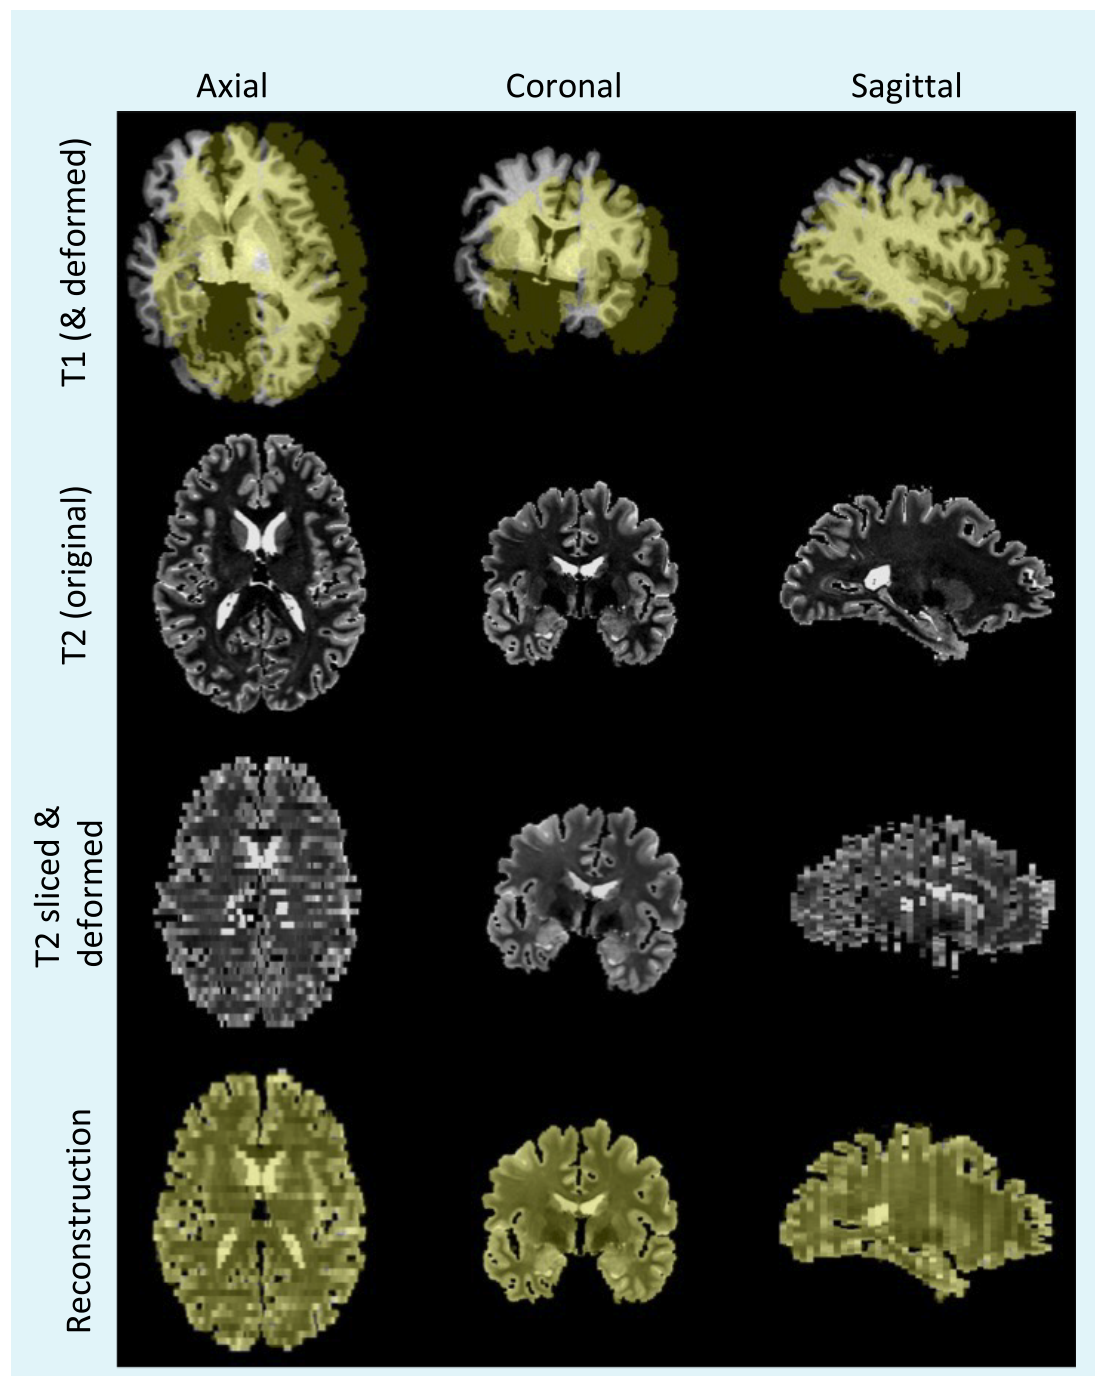 Axial
Coronal
Sagittal
T1 (& deformed)
T2 (original)
T2 sliced &
deformed
Reconstruction